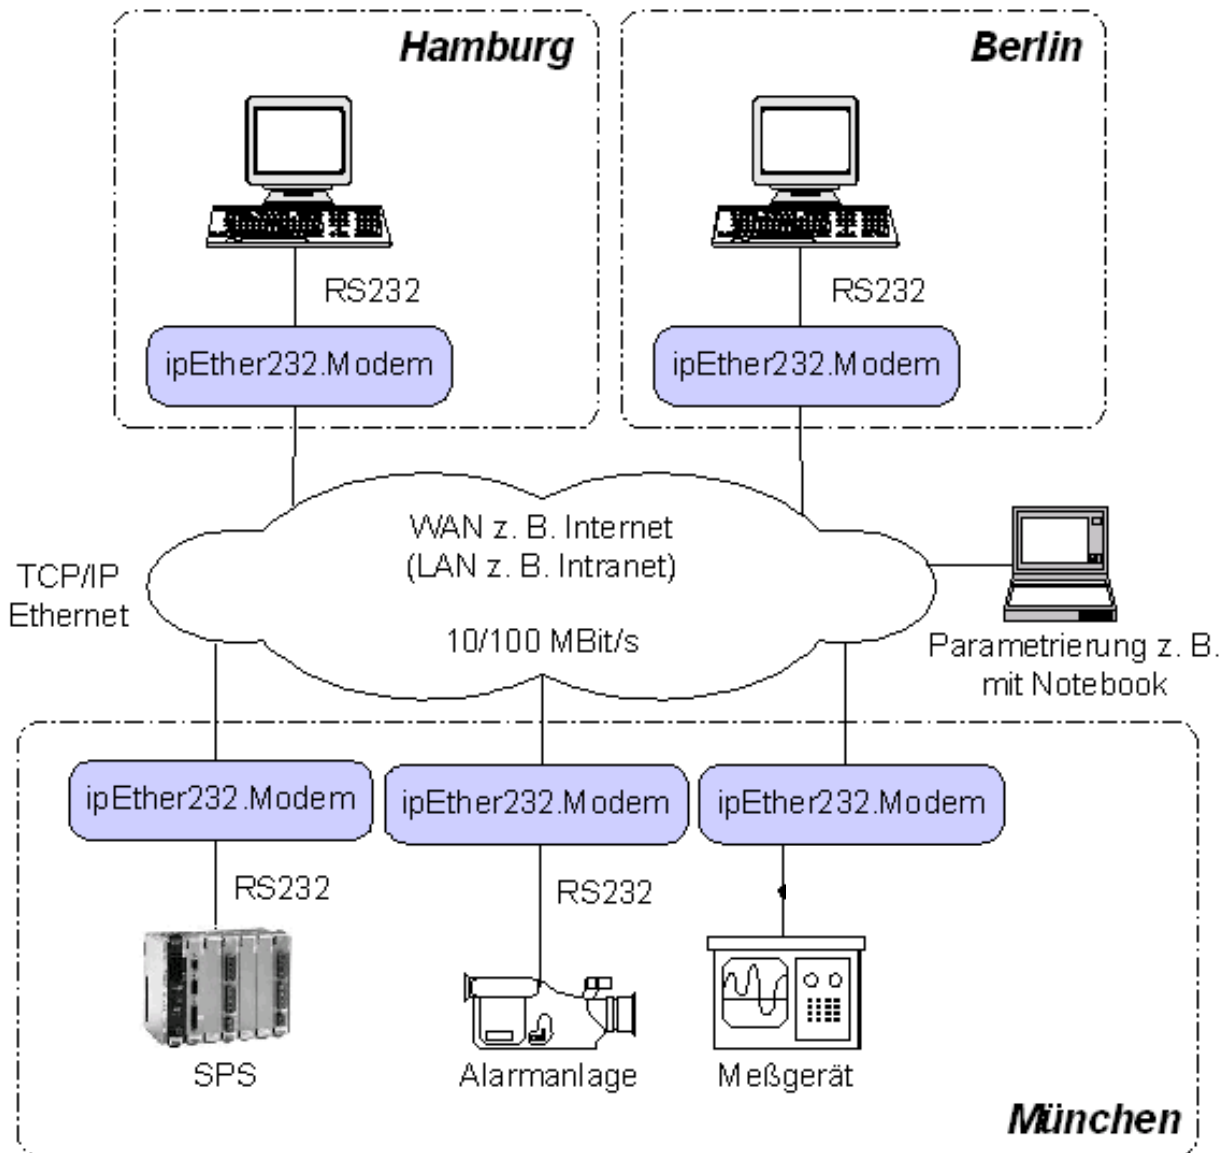 Hamburg
Berlin
RS232
RS232
ipEther232.Modem
ipEther232.Modem
WAN z. B. Internet
(LAN z. B. Intranet)
TCP/IP
Ethernet
10/100 MBit/s
Parametrierung z. B.
mit Notebook
ipEther232.Modem
ipEther232.Modem
ipEther232.Modem
RS232
RS232
SPS
Alarmanlage
Meßgerät
München